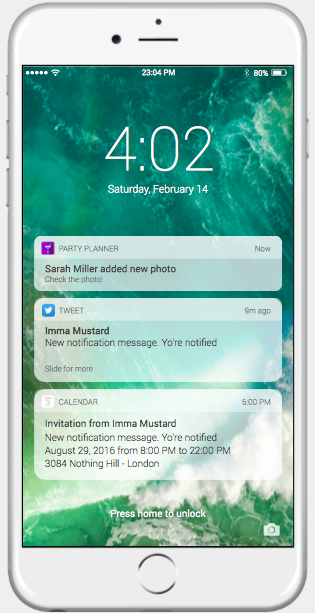 23:04 PM
80%
4:02
Saturday, February 14
PARTY PLANNER Now
Sarah Miller added new photo
Check the photo!
TWEET 9m ago
Imma Mustard
New notification message. Yo're notified
Slide for more
CALENDAR 6:00 PM
Invitation from Imma Mustard
New notification message. Yo're notified
August 29, 2016 from 8:00 PM to 22:00 PM
3084 Nothing Hill - London
Press home to unlock